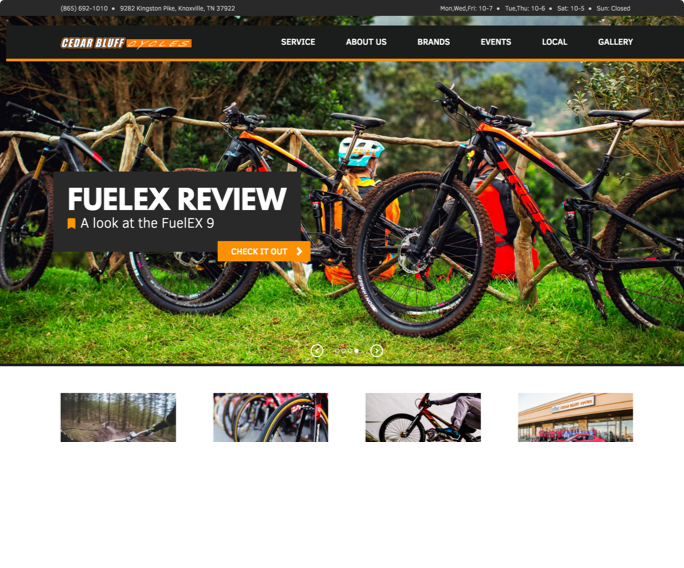 (865) 692-1010 • 9282 Kingston Pike, Knoxville, TN 37922
Mon,Wed,Fri: 10-7 • Tue,Thu: 10-6 • Sat: 10-5 • Sun: Closed
CEDAR BLUFF CYCLES
SERVICE ABOUT US BRANDS EVENTS LOCAL GALLERY
FUELEX REVIEW
A look at the FuelEX 9
CHECK IT OUT
TREK